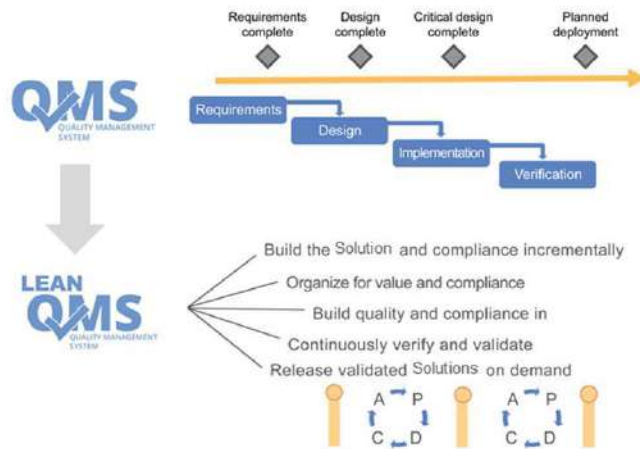 Requirements complete
Design complete
Critical design complete
Planned deployment
QMS
QUALITY MANAGEMENT
SYSTEM
Requirements
Design
Implementation
Verification
LEAN
QMS
QUALITY MANAGEMENT
SYSTEM
Build the Solution and compliance incrementally
Organize for value and compliance
Build quality and compliance in
Continuously verify and validate
Release validated Solutions on demand
A P A P
C D C D